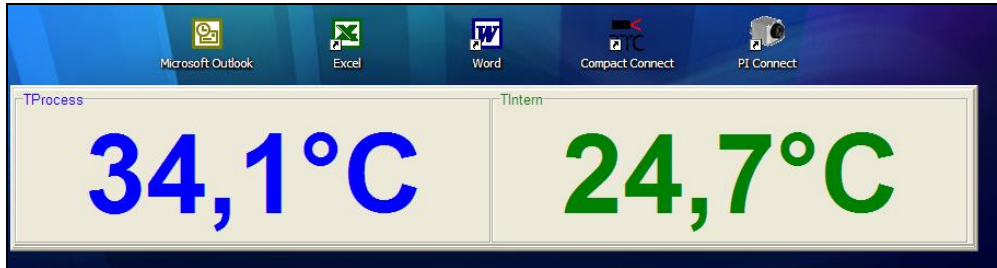 Microsoft Outlook Excel Word Compact Connect PI Connect
TProcess TIntern
34,1°C 24,7°C